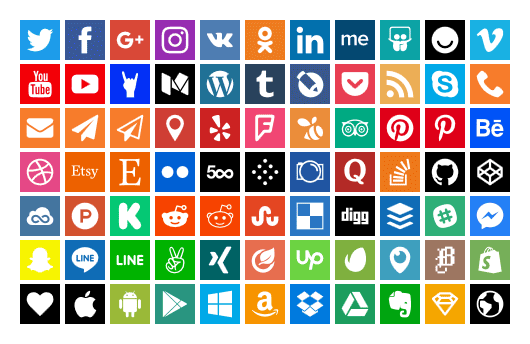 f G+ in me
You
Tube t S
Bē
Etsy E 500 Q
P K digg
LINE LINE Up B S
a